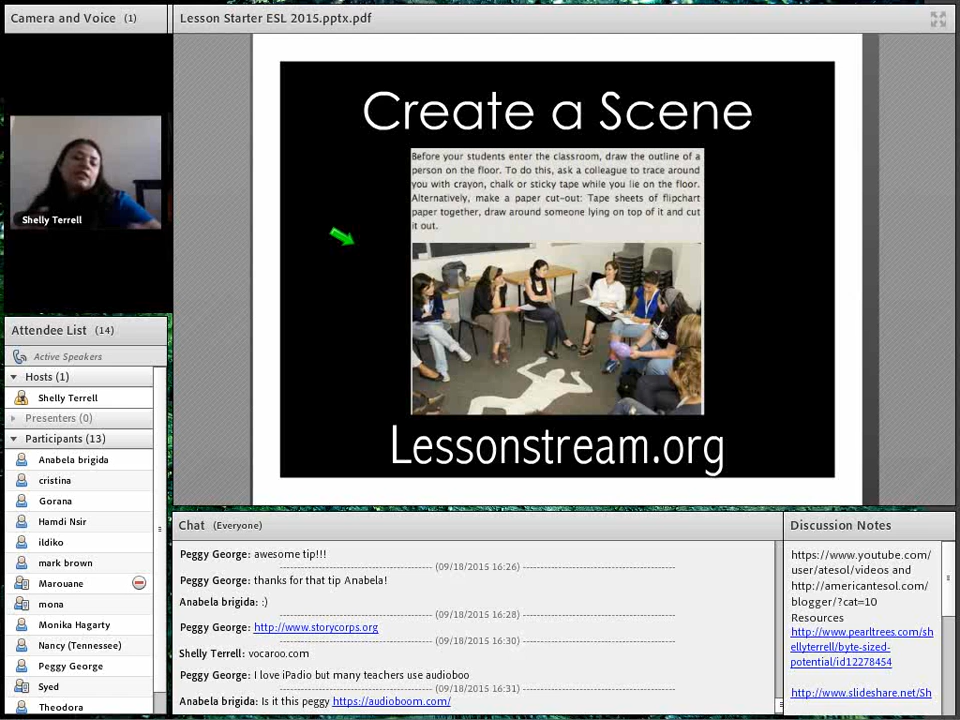 Camera and Voice (1)
Shelly Terrell
Attendee List (14)
Active Speakers
Hosts (1)
Shelly Terrell
Presenters (0)
Participants (13)
Anabela brigida
cristina
Gorana
Hamdi Nsir
ildiko
mark brown
Marouane
mona
Monika Hagarty
Nancy (Tennessee)
Peggy George
Syed
Theodora
Lesson Starter ESL 2015.pptx.pdf
Create a Scene
Before your students enter the classroom, draw the outline of a
person on the floor. To do this, ask a colleague to trace around
you with crayon, chalk or sticky tape while you lie on the floor.
Alternatively, make a paper cut-out: Tape sheets of flipchart
paper together, draw around someone lying on top of it and cut
it out.
Lessonstream.org
Chat (Everyone)
Peggy George: awesome tip!!!
(09/18/2015 16:26)
Peggy George: thanks for that tip Anabela!
Anabela brigida: :)
(09/18/2015 16:28)
Peggy George: http://www.storycorps.org
(09/18/2015 16:30)
Shelly Terrell: vocaroo.com
Peggy George: I love iPadio but many teachers use audioboo
(09/18/2015 16:31)
Anabela brigida: Is it this peggy https://audioboom.com/
Discussion Notes
https://www.youtube.com/
user/atesol/videos and
http://americantesol.com/
blogger/?cat=10
Resources
http://www.pearltrees.com/sh
ellyterrell/byte-sized-
potential/id12278454
http://www.slideshare.net/Sh